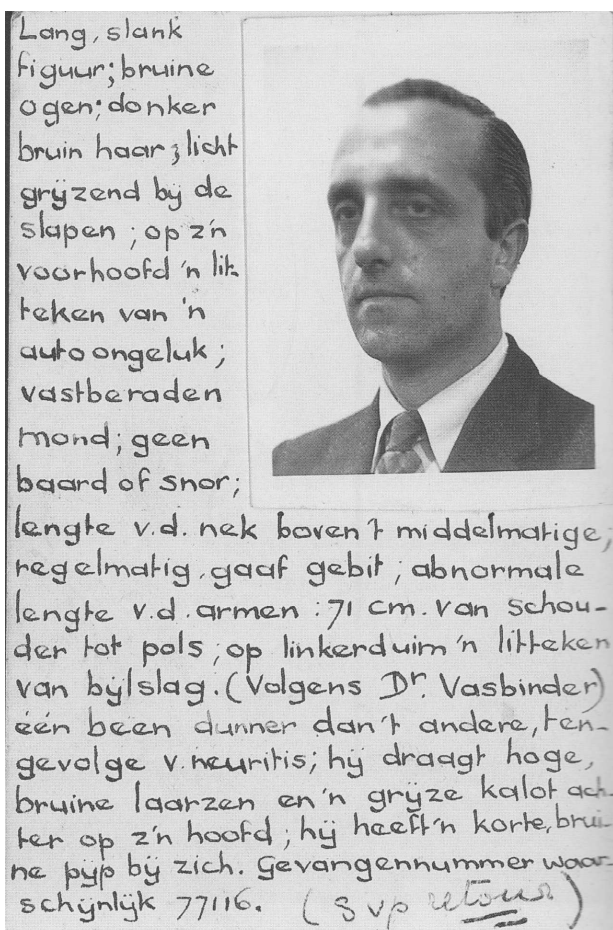 Lang, slank
figuur; bruine
ogen; donker
bruin haar; licht
grijzend bij de
slapen; op z'n
voorhoofd 'n lit-
teken van 'n
auto ongeluk;
vastberaden
mond; geen
baard of snor;
lengte v.d. nek boven 't middelmatige;
regelmatig, gaaf gebit; abnormale
lengte v.d. armen: 71 cm. van schou-
der tot pols; op linkerduim 'n litteken
van bijlslag. (Volgens Dr. Vasbinder)
één been dunner dan 't andere, ten-
gevolge v. neuritis; hij draagt hoge,
bruine laarzen en 'n grijze kalot ach-
ter op z'n hoofd; hij heeft 'n korte, brui-
ne pijp bij zich. Gevangennummer waar-
schijnlijk 77116. (s v p retour)